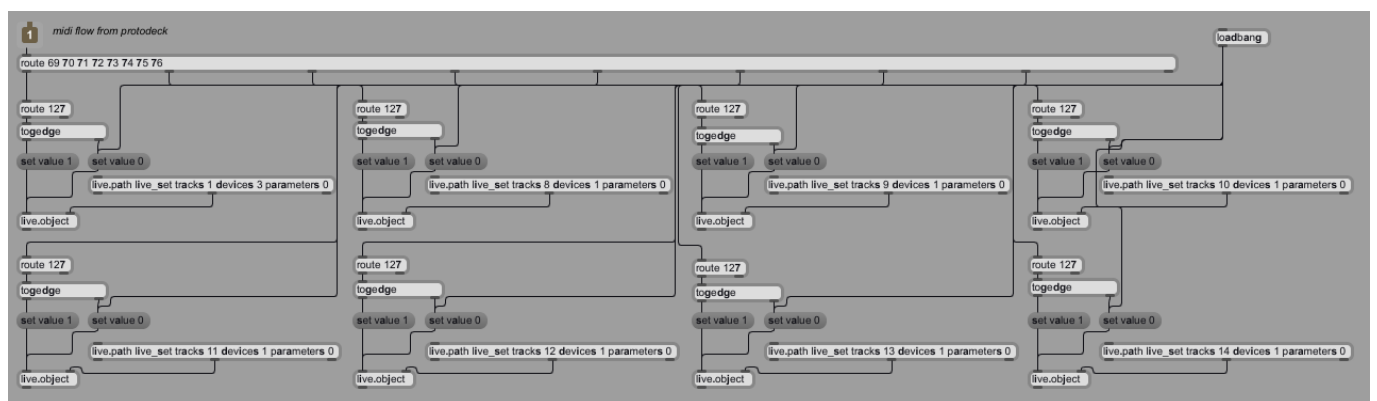 1
midi flow from protodeck
loadbang
route 69 70 71 72 73 74 75 76
route 127
route 127
route 127
route 127
togedge
togedge
togedge
togedge
set value 1
set value 0
set value 1
set value 0
set value 1
set value 0
set value 1
set value 0
live.path live_set tracks 1 devices 3 parameters 0
live.path live_set tracks 8 devices 1 parameters 0
live.path live_set tracks 9 devices 1 parameters 0
live.path live_set tracks 10 devices 1 parameters 0
live.object
live.object
live.object
live.object
route 127
route 127
route 127
route 127
togedge
togedge
togedge
togedge
set value 1
set value 0
set value 1
set value 0
set value 1
set value 0
set value 1
set value 0
live.path live_set tracks 11 devices 1 parameters 0
live.path live_set tracks 12 devices 1 parameters 0
live.path live_set tracks 13 devices 1 parameters 0
live.path live_set tracks 14 devices 1 parameters 0
live.object
live.object
live.object
live.object